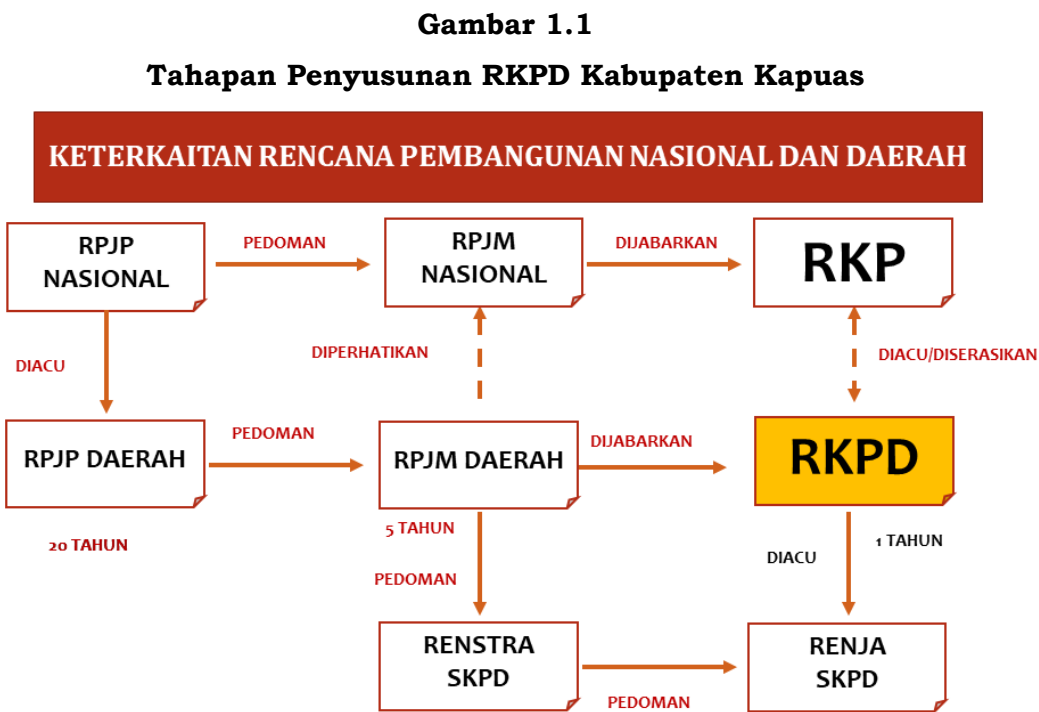 Gambar 1.1
Tahapan Penyusunan RKPD Kabupaten Kapuas
KETERKAITAN RENCANA PEMBANGUNAN NASIONAL DAN DAERAH
RPJP
NASIONAL
PEDOMAN
RPJM
NASIONAL
DIJABARKAN
RKP
DIACU
DIPERHATIKAN
DIACU/DISERASIKAN
RPJP DAERAH
PEDOMAN
RPJM DAERAH
DIJABARKAN
RKPD
20 TAHUN
5 TAHUN
1 TAHUN
PEDOMAN
DIACU
RENSTRA
SKPD
PEDOMAN
RENJA
SKPD